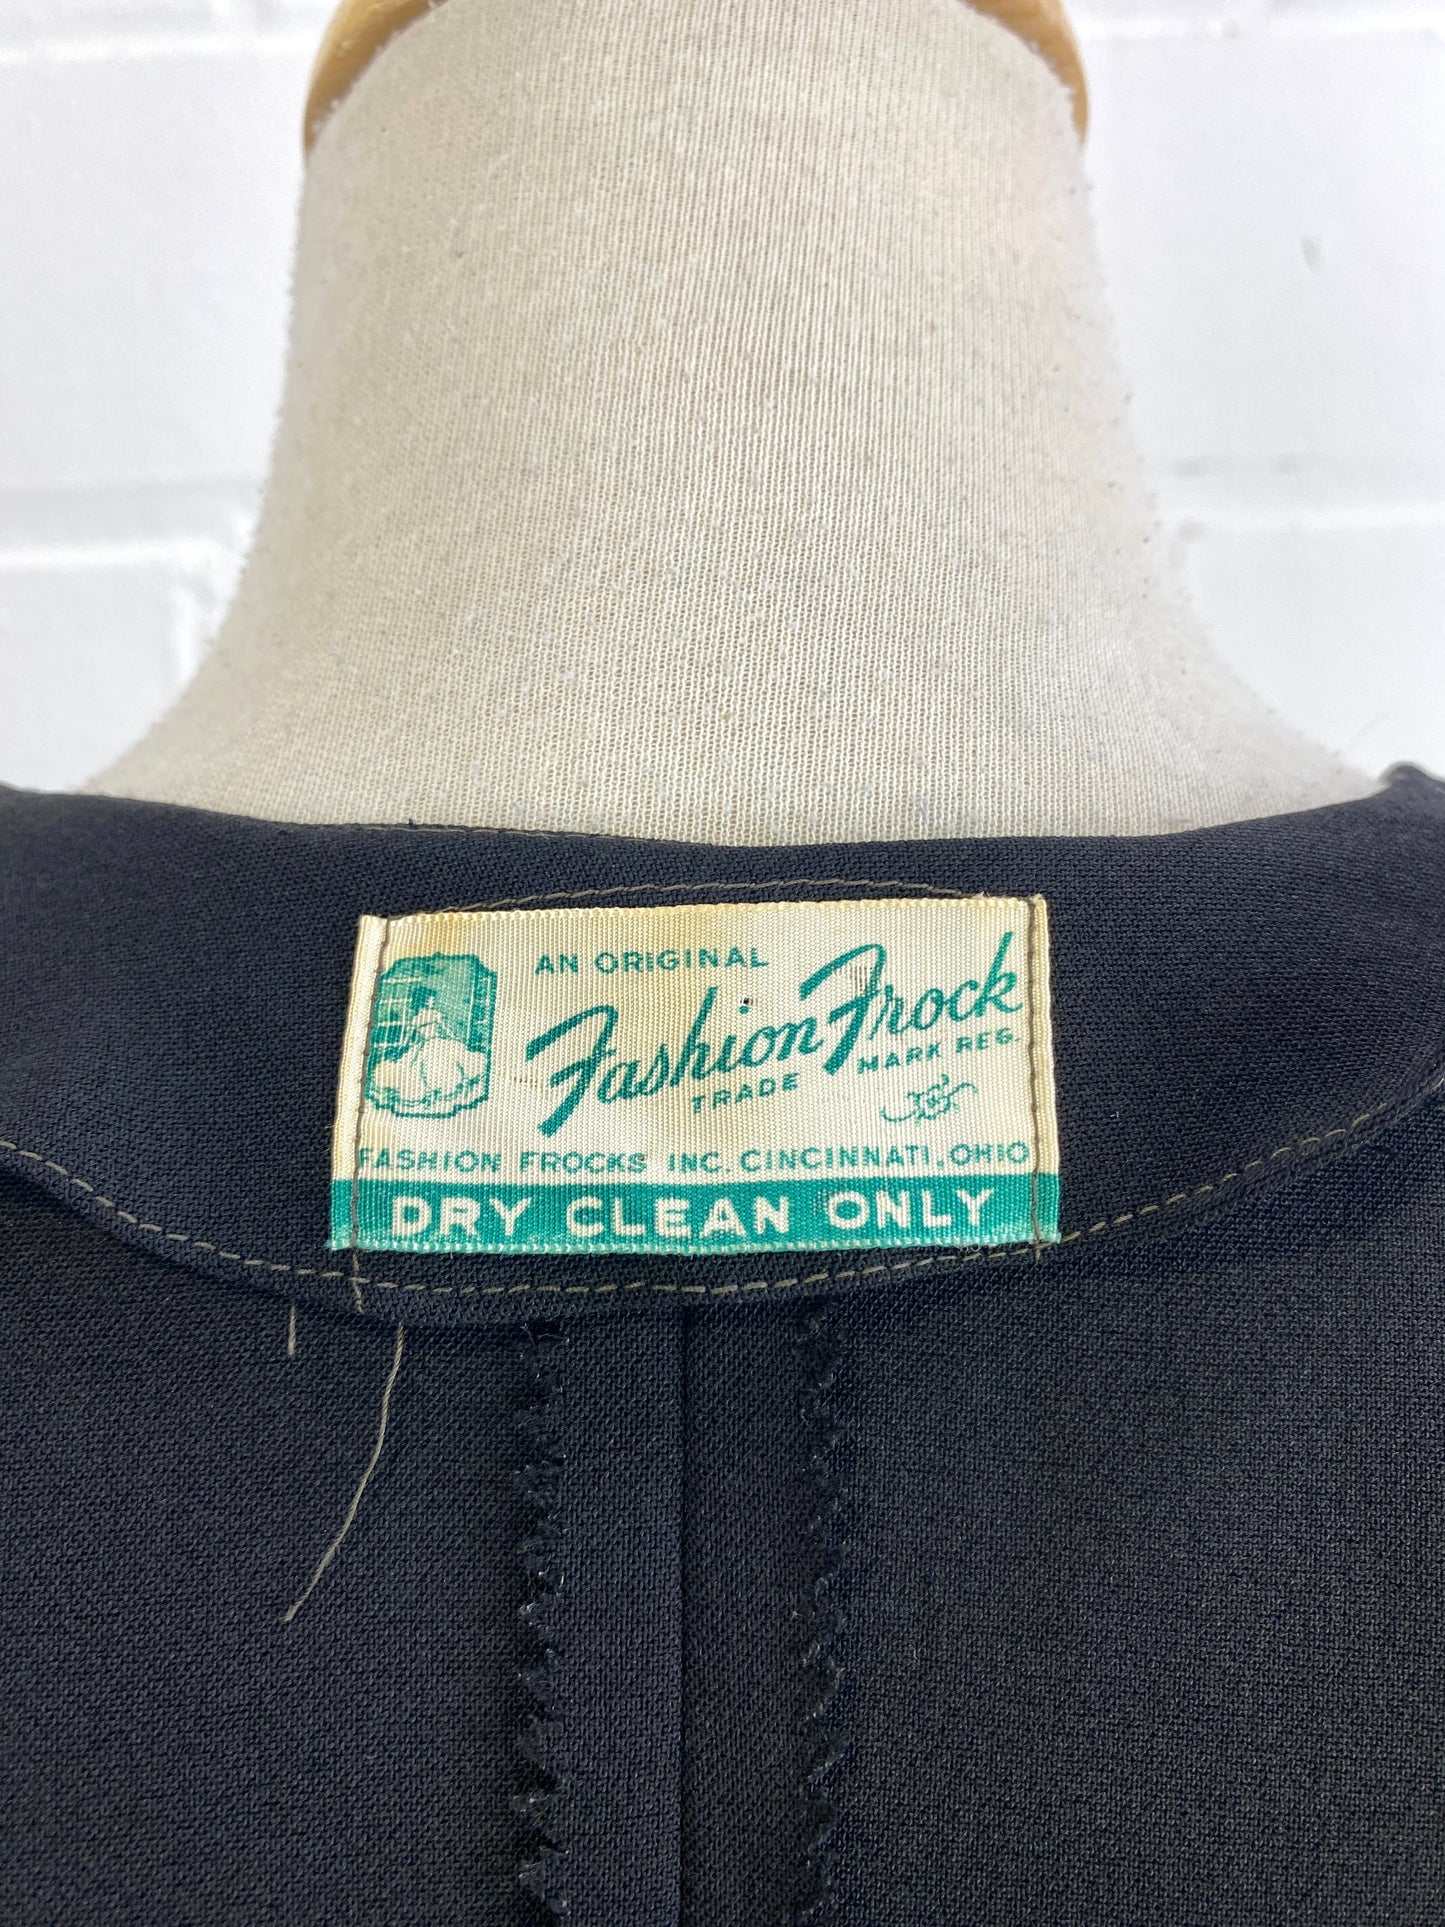 AN ORIGINAL
Fashion Frock
TRADE MARK REG.
FASHION FROCKS INC. CINCINNATI, OHIO
DRY CLEAN ONLY